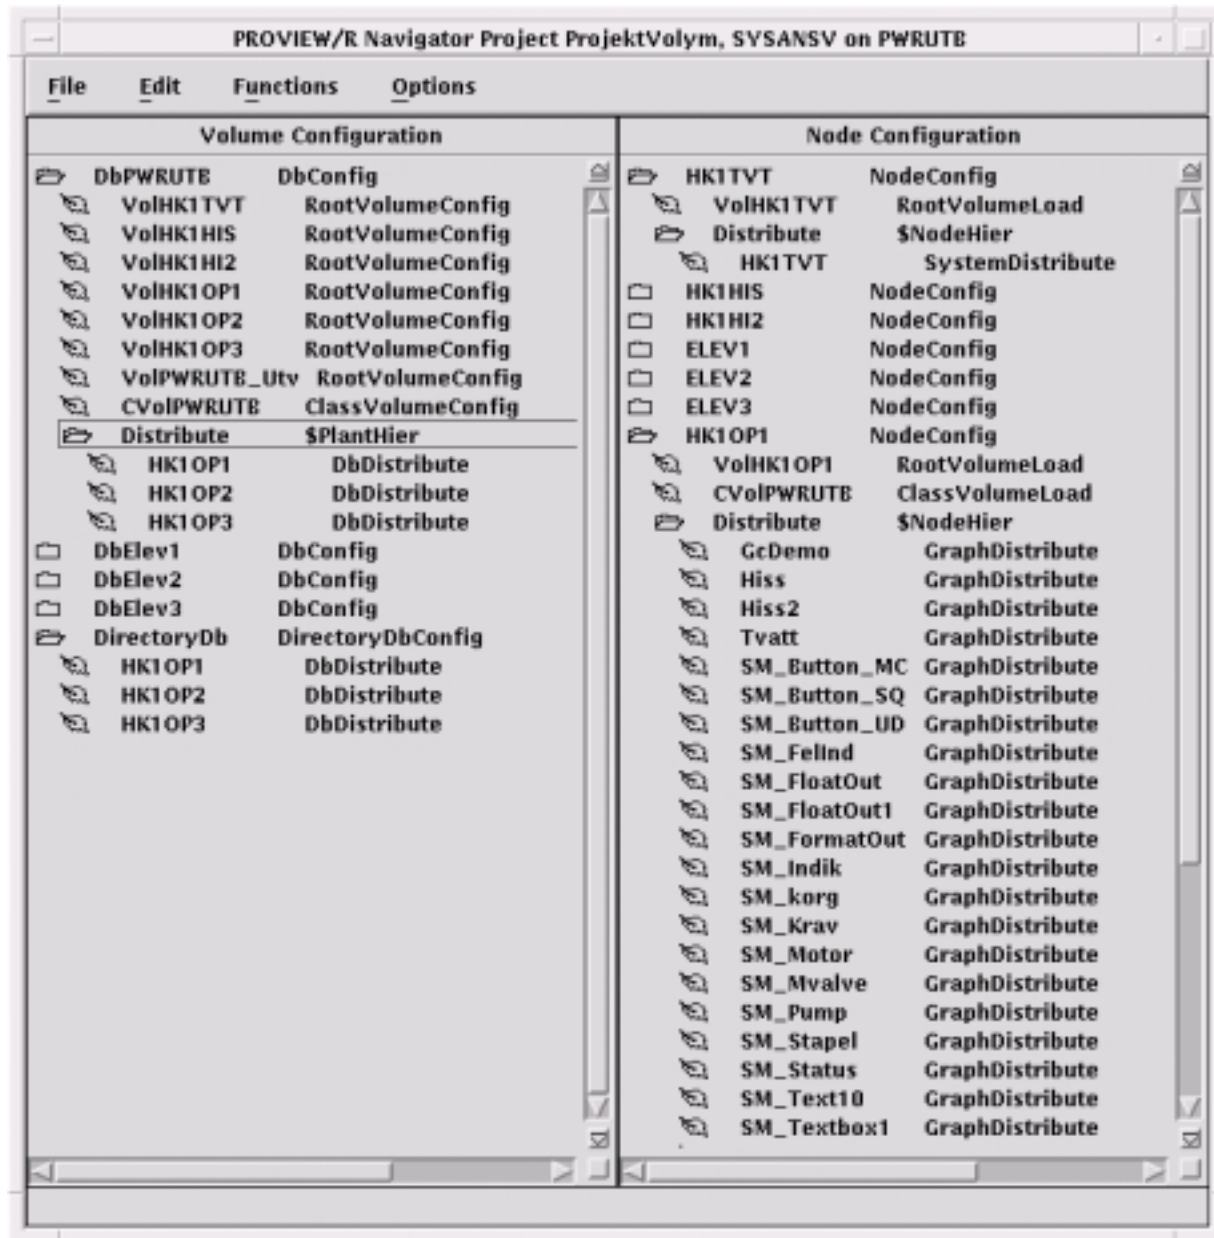 PROVIEW/R Navigator Project ProjektVolym, SYSANSV on PWRUTB
File Edit Functions Options
Volume Configuration
DbPWRUTB DbConfig
VolHK1TVT RootVolumeConfig
VolHK1HIS RootVolumeConfig
VolHK1HI2 RootVolumeConfig
VolHK1OP1 RootVolumeConfig
VolHK1OP2 RootVolumeConfig
VolHK1OP3 RootVolumeConfig
VolPWRUTB_Utv RootVolumeConfig
CVolPWRUTB ClassVolumeConfig
Distribute $PlantHier
HK1OP1 DbDistribute
HK1OP2 DbDistribute
HK1OP3 DbDistribute
DbElev1 DbConfig
DbElev2 DbConfig
DbElev3 DbConfig
DirectoryDb DirectoryDbConfig
HK1OP1 DbDistribute
HK1OP2 DbDistribute
HK1OP3 DbDistribute
Node Configuration
HK1TVT NodeConfig
VolHK1TVT RootVolumeLoad
Distribute $NodeHier
HK1TVT SystemDistribute
HK1HIS NodeConfig
HK1HI2 NodeConfig
ELEV1 NodeConfig
ELEV2 NodeConfig
ELEV3 NodeConfig
HK1OP1 NodeConfig
VolHK1OP1 RootVolumeLoad
CVolPWRUTB ClassVolumeLoad
Distribute $NodeHier
GcDemo GraphDistribute
Hiss GraphDistribute
Hiss2 GraphDistribute
Tvatt GraphDistribute
SM_Button_MC GraphDistribute
SM_Button_SQ GraphDistribute
SM_Button_UD GraphDistribute
SM_FelInd GraphDistribute
SM_FloatOut GraphDistribute
SM_FloatOut1 GraphDistribute
SM_FormatOut GraphDistribute
SM_Indik GraphDistribute
SM_korg GraphDistribute
SM_Krav GraphDistribute
SM_Motor GraphDistribute
SM_Mvalve GraphDistribute
SM_Pump GraphDistribute
SM_Stapel GraphDistribute
SM_Status GraphDistribute
SM_Text10 GraphDistribute
SM_Textbox1 GraphDistribute